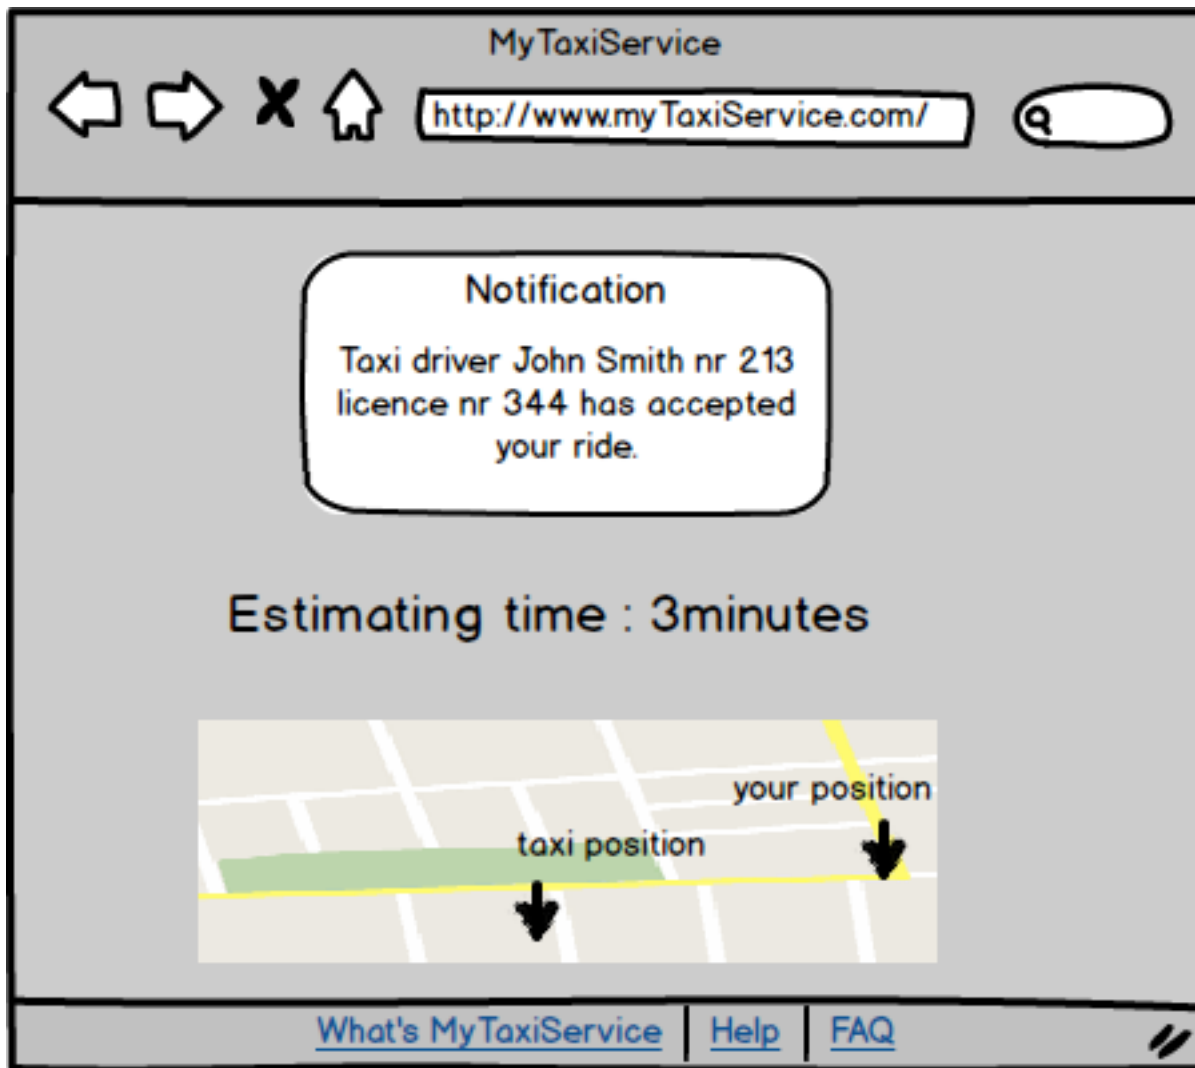 MyTaxiService
http://www.myTaxiService.com/
Notification
Taxi driver John Smith nr 213
licence nr 344 has accepted
your ride.
Estimating time : 3minutes
your position
taxi position
What's MyTaxiService | Help | FAQ